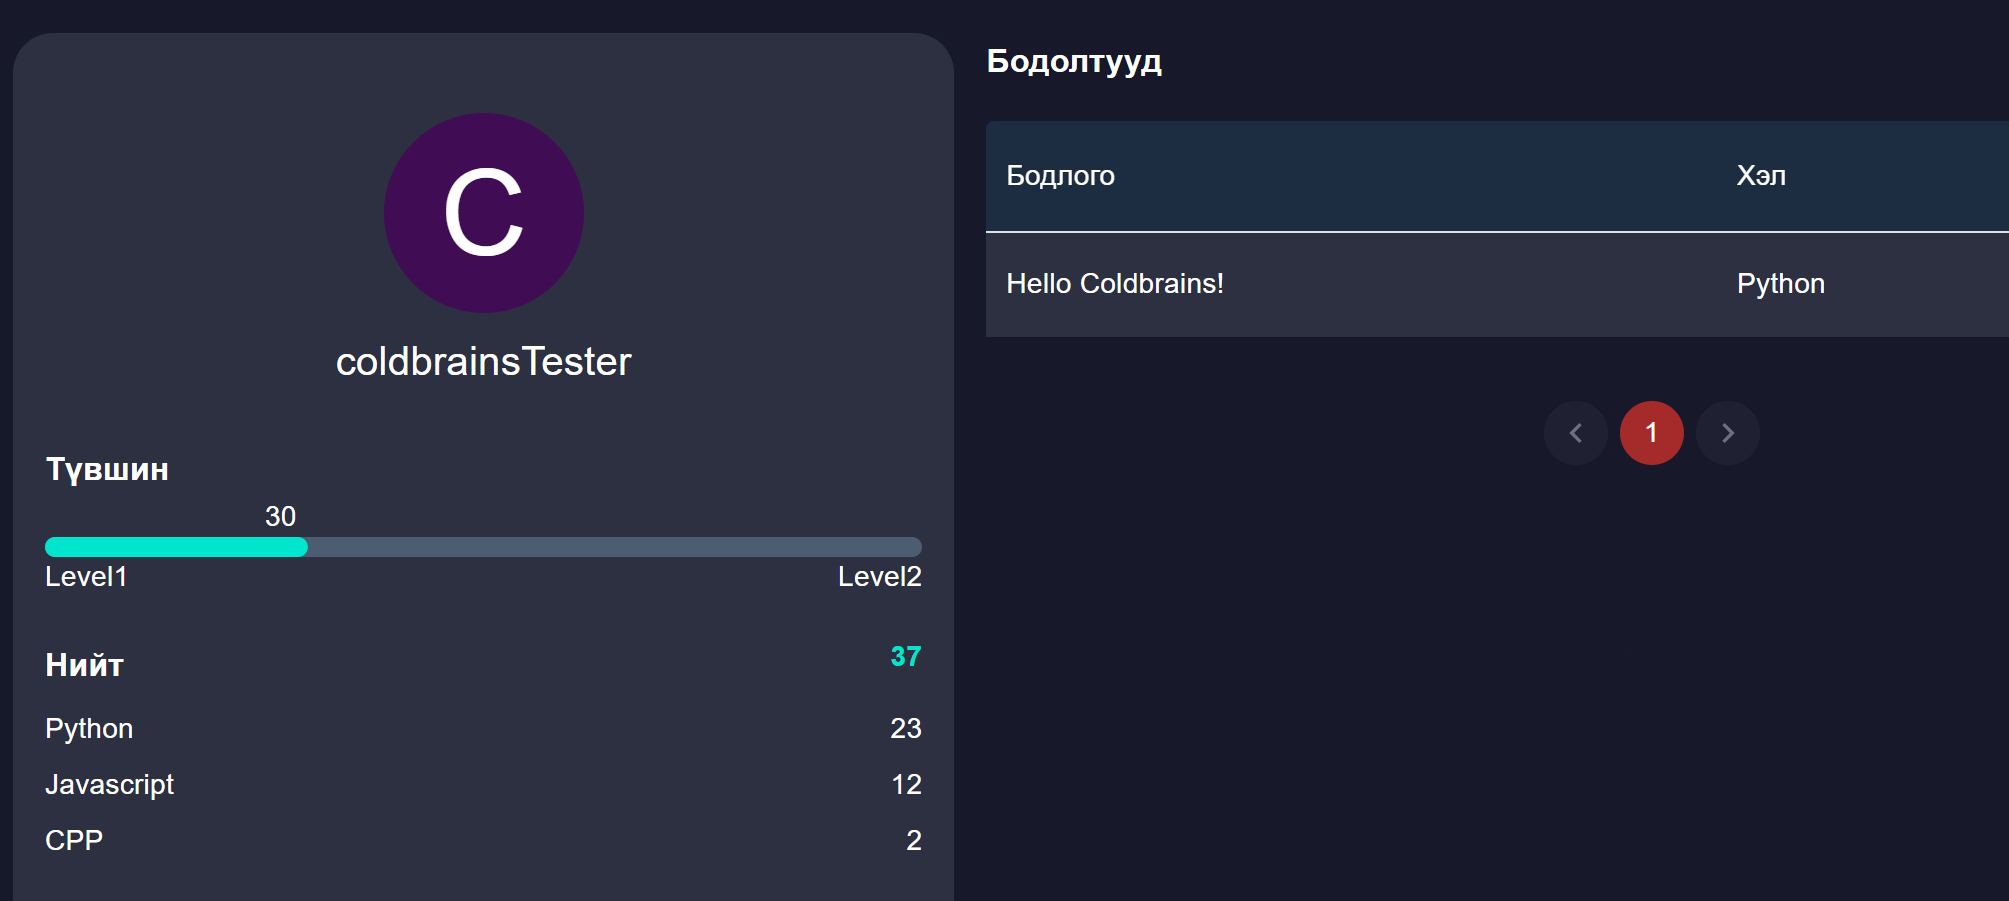 C
coldbrainsTester
Түвшин
30
Level1 Level2
Нийт 37
Python 23
Javascript 12
CPP 2
Бодолтууд
Бодлого Хэл
Hello Coldbrains! Python
1